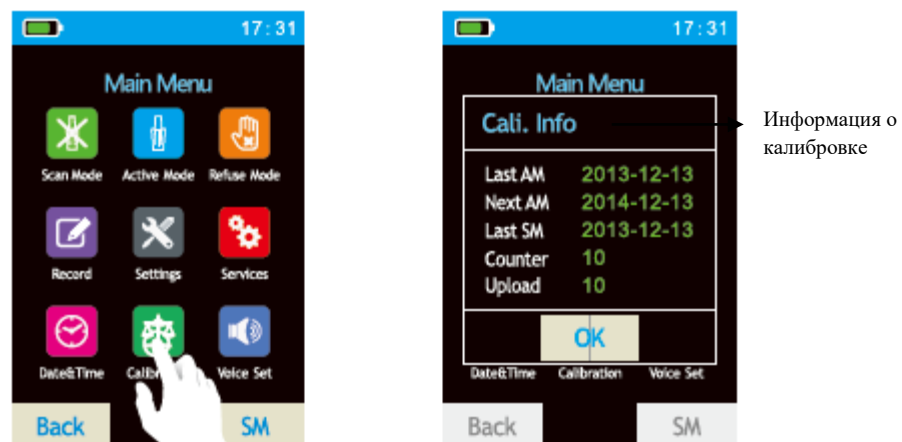 17:31
Main Menu
Scan Mode Active Mode Refuse Mode
Record Settings Services
Date&Time Voice Set
Back SM
17:31
Main Menu
Cali. Info
Last AM 2013-12-13
Next AM 2014-12-13
Last SM 2013-12-13
Counter 10
Upload 10
OK
Date&Time Calibration Voice Set
Back SM
Информация о
калибровке